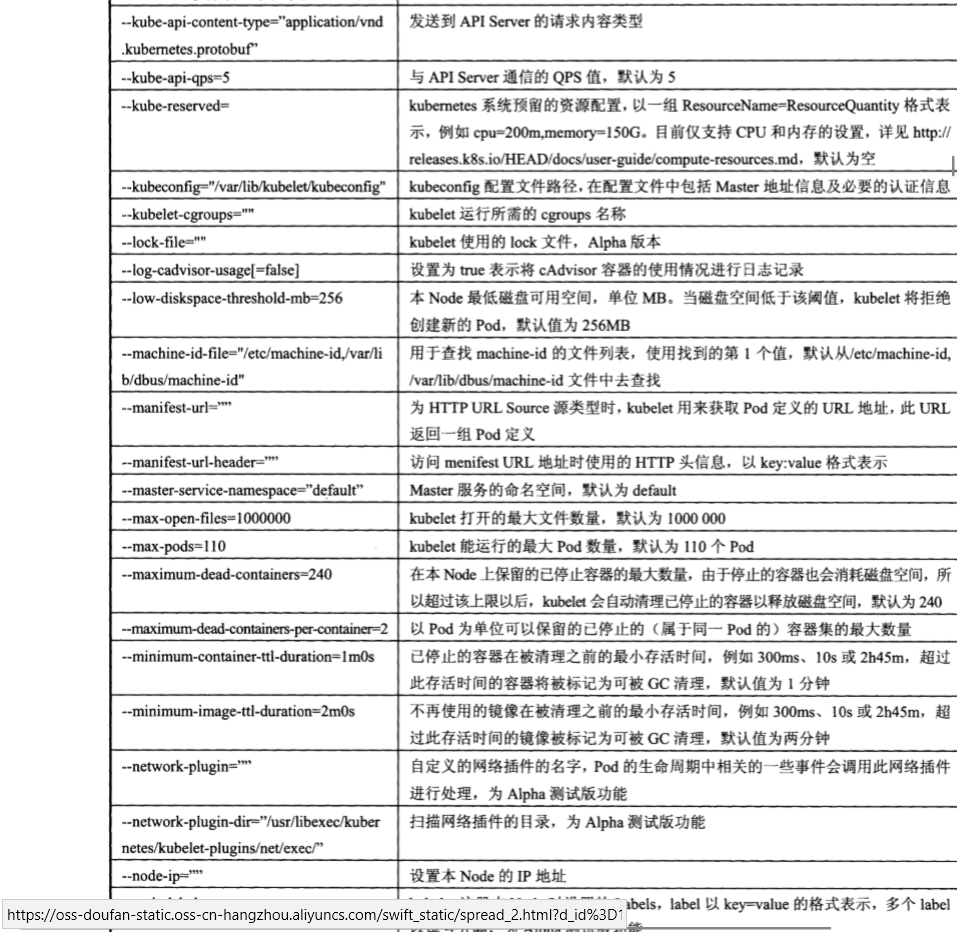 --kube-api-content-type="application/vnd
.kubernetes.protobuf"
发送到 API Server 的请求内容类型
--kube-api-qps=5
与 API Server 通信的 QPS 值，默认为 5
--kube-reserved=
kubernetes 系统预留的资源配置，以一组 ResourceName=ResourceQuantity 格式表
示，例如 cpu=200m,memory=150G。目前仅支持 CPU 和内存的设置，详见 http://
releases.k8s.io/HEAD/docs/user-guide/compute-resources.md，默认为空
--kubeconfig="/var/lib/kubelet/kubeconfig"
kubeconfig 配置文件路径，在配置文件中包括 Master 地址信息及必要的认证信息
--kubelet-cgroups=""
kubelet 运行所需的 cgroups 名称
--lock-file=""
kubelet 使用的 lock 文件，Alpha 版本
--log-cadvisor-usage[=false]
设置为 true 表示将 cAdvisor 容器的使用情况进行日志记录
--low-diskspace-threshold-mb=256
本 Node 最低磁盘可用空间，单位 MB。当磁盘空间低于该阈值，kubelet 将拒绝
创建新的 Pod，默认值为 256MB
--machine-id-file="/etc/machine-id,/var/li
b/dbus/machine-id"
用于查找 machine-id 的文件列表，使用找到的第 1 个值，默认从/etc/machine-id,
/var/lib/dbus/machine-id 文件中去查找
--manifest-url=""
为 HTTP URL Source 源类型时，kubelet 用来获取 Pod 定义的 URL 地址，此 URL
返回一组 Pod 定义
--manifest-url-header=""
访问 menifest URL 地址时使用的 HTTP 头信息，以 key:value 格式表示
--master-service-namespace="default"
Master 服务的命名空间，默认为 default
--max-open-files=1000000
kubelet 打开的最大文件数量，默认为 1000 000
--max-pods=110
kubelet 能运行的最大 Pod 数量，默认为 110 个 Pod
--maximum-dead-containers=240
在本 Node 上保留的已停止容器的最大数量，由于停止的容器也会消耗磁盘空间，所
以超过该上限以后，kubelet 会自动清理已停止的容器以释放磁盘空间，默认为 240
--maximum-dead-containers-per-container=2
以 Pod 为单位可以保留的已停止的（属于同一 Pod 的）容器集的最大数量
--minimum-container-ttl-duration=1m0s
已停止的容器在被清理之前的最小存活时间，例如 300ms、10s 或 2h45m，超过
此存活时间的容器将被标记为可被 GC 清理，默认值为 1 分钟
--minimum-image-ttl-duration=2m0s
不再使用的镜像在被清理之前的最小存活时间，例如 300ms、10s 或 2h45m，超
过此存活时间的镜像被标记为可被 GC 清理，默认值为两分钟
--network-plugin=""
自定义的网络插件的名字，Pod 的生命周期中相关的一些事件会调用此网络插件
进行处理，为 Alpha 测试版功能
--network-plugin-dir="/usr/libexec/kuber
netes/kubelet-plugins/net/exec/"
扫描网络插件的目录，为 Alpha 测试版功能
--node-ip=""
设置本 Node 的 IP 地址
abels，label 以 key=value 的格式表示，多个 label
https://oss-doufan-static.oss-cn-hangzhou.aliyuncs.com/swift_static/spread_2.html?d_id%3D1